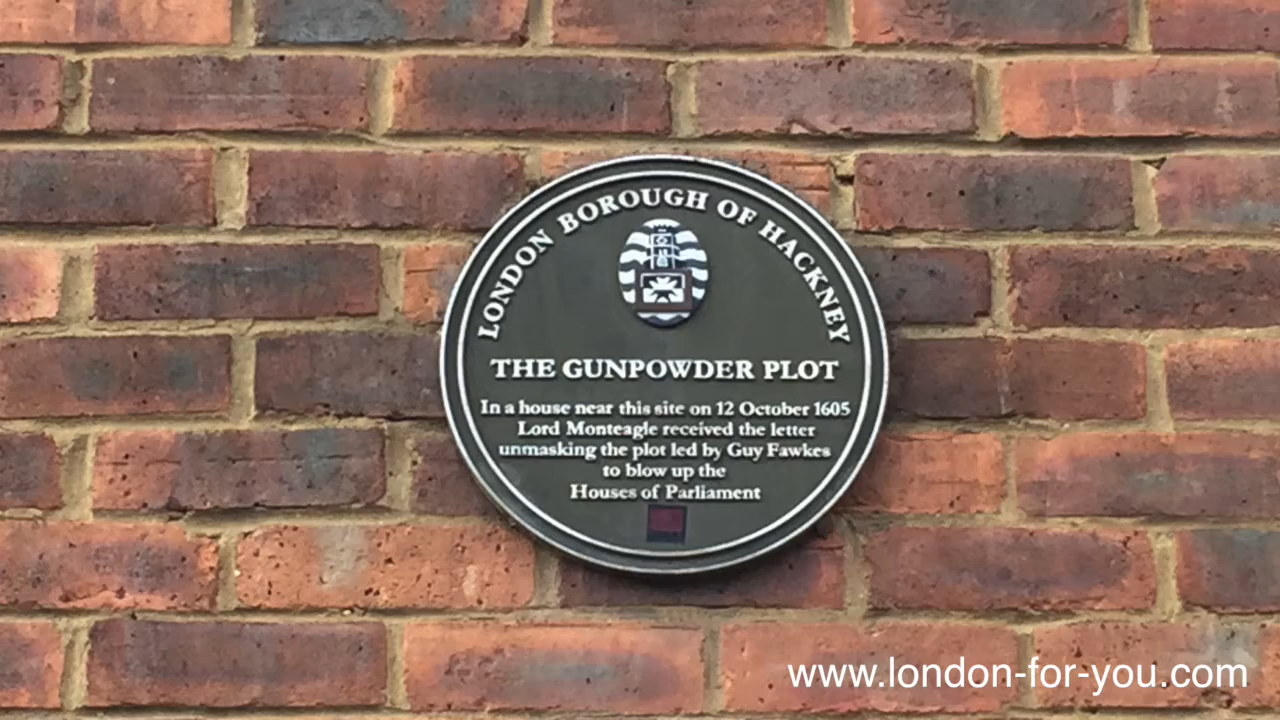 LONDON BOROUGH OF HACKNEY
THE GUNPOWDER PLOT
In a house near this site on 12 October 1605
Lord Monteagle received the letter
unmasking the plot led by Guy Fawkes
to blow up the
Houses of Parliament
www.london-for-you.com